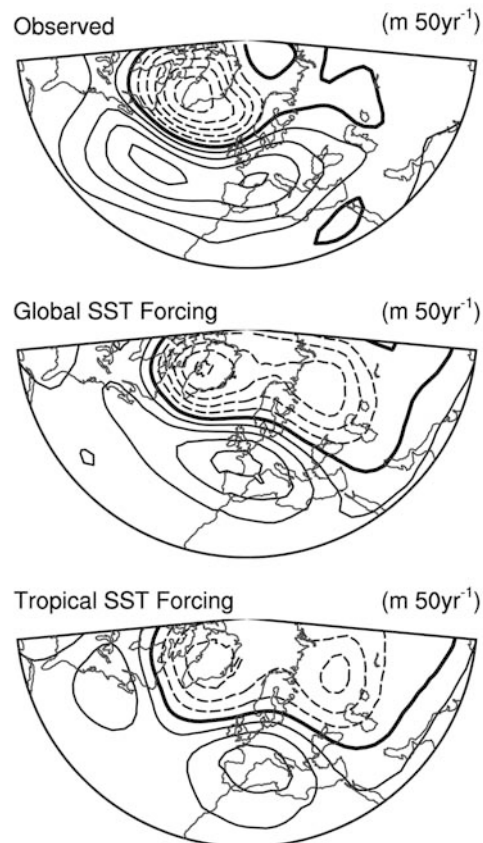 Observed (m 50yr⁻¹)
Global SST Forcing (m 50yr⁻¹)
Tropical SST Forcing (m 50yr⁻¹)